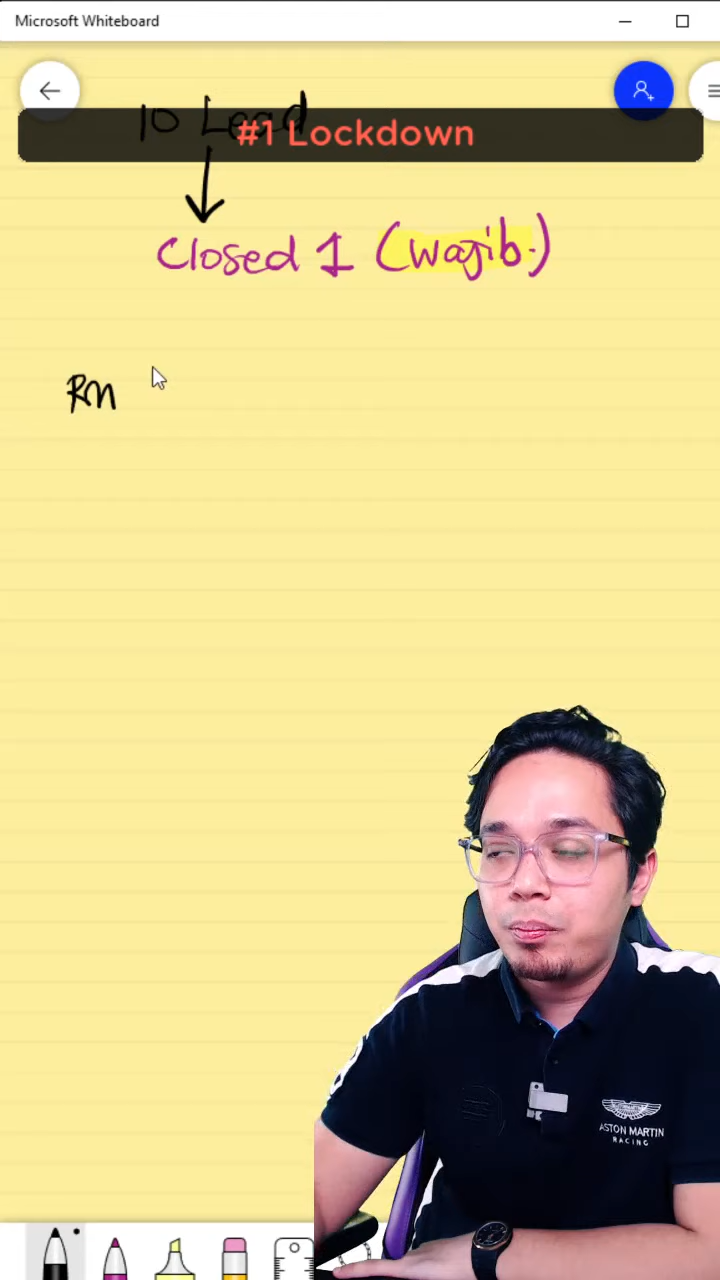 Microsoft Whiteboard
10 Lead
#1 Lockdown
Closed 1 (wajib.)
RM
ASTON MARTIN
RACING